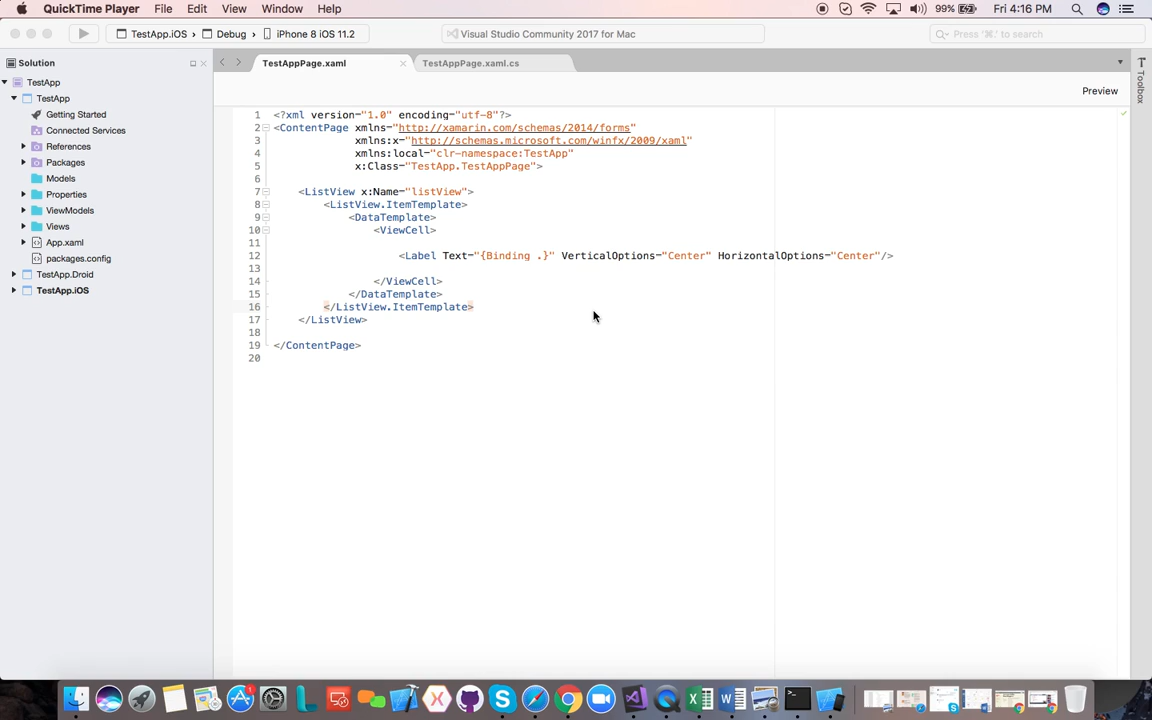 QuickTime Player File Edit View Window Help 99% Fri 4:16 PM
TestApp.iOS › Debug › iPhone 8 iOS 11.2 Visual Studio Community 2017 for Mac Press '⌘.' to search
Solution TestAppPage.xaml TestAppPage.xaml.cs Toolbox
Preview
TestApp
TestApp
Getting Started
Connected Services
References
Packages
Models
Properties
ViewModels
Views
App.xaml
packages.config
TestApp.Droid
TestApp.iOS
1 <?xml version="1.0" encoding="utf-8"?>
2 <ContentPage xmlns="http://xamarin.com/schemas/2014/forms"
3 xmlns:x="http://schemas.microsoft.com/winfx/2009/xaml"
4 xmlns:local="clr-namespace:TestApp"
5 x:Class="TestApp.TestAppPage">
6
7 <ListView x:Name="listView">
8 <ListView.ItemTemplate>
9 <DataTemplate>
10 <ViewCell>
11
12 <Label Text="{Binding .}" VerticalOptions="Center" HorizontalOptions="Center"/>
13
14 </ViewCell>
15 </DataTemplate>
16 </ListView.ItemTemplate>
17 </ListView>
18
19 </ContentPage>
20